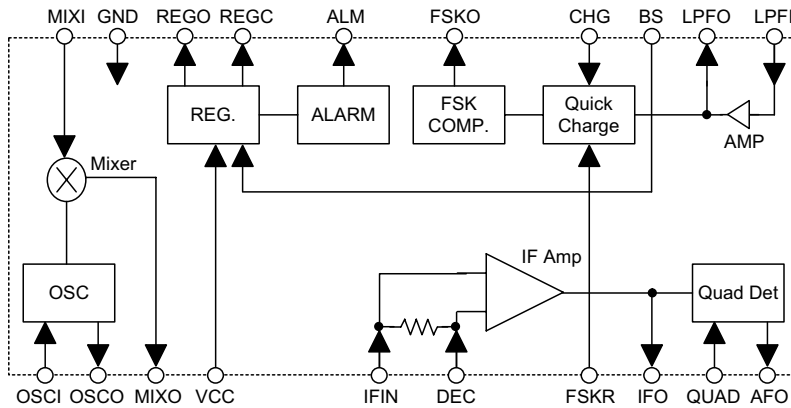 MIXI GND REGO REGC ALM FSKO CHG BS LPFO LPFI
REG. ALARM FSK COMP. Quick Charge AMP
Mixer
IF Amp
OSC Quad Det
OSCI OSCO MIXO VCC IFIN DEC FSKR IFO QUAD AFO